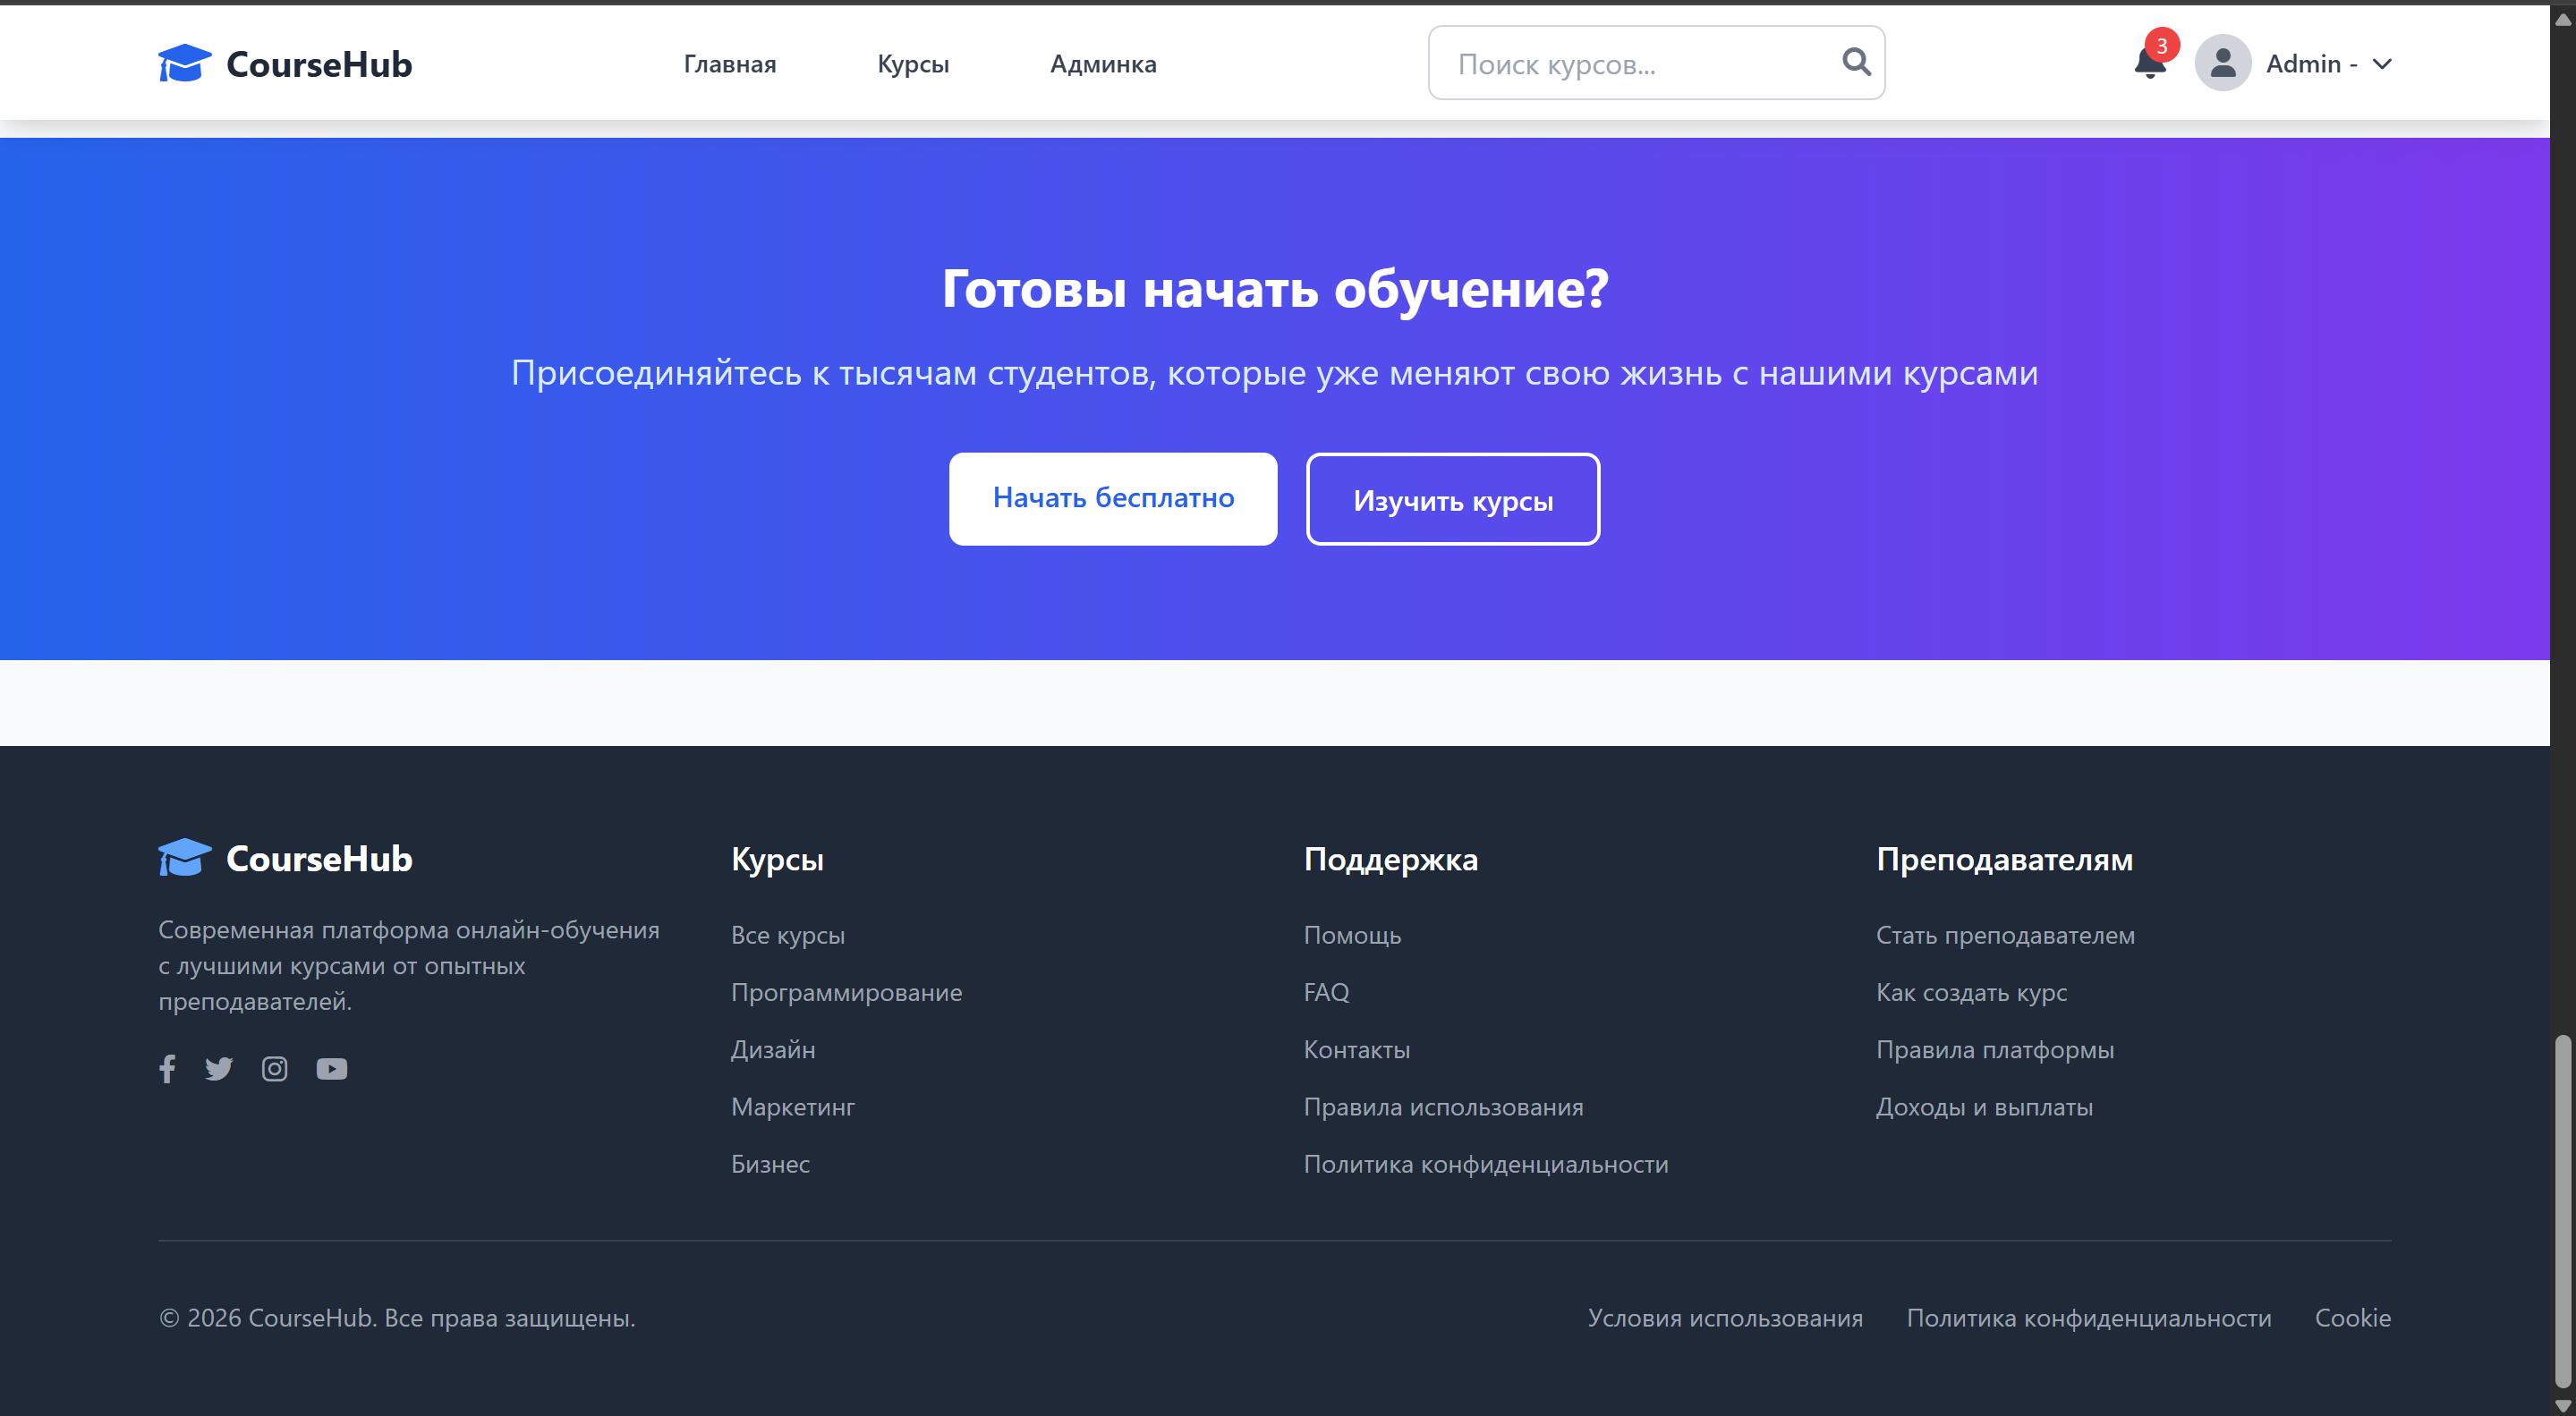 CourseHub
Главная
Курсы
Админка
Поиск курсов...
3
Admin -
Готовы начать обучение?
Присоединяйтесь к тысячам студентов, которые уже меняют свою жизнь с нашими курсами
Начать бесплатно
Изучить курсы
CourseHub
Современная платформа онлайн-обучения
с лучшими курсами от опытных
преподавателей.
Курсы
Все курсы
Программирование
Дизайн
Маркетинг
Бизнес
Поддержка
Помощь
FAQ
Контакты
Правила использования
Политика конфиденциальности
Преподавателям
Стать преподавателем
Как создать курс
Правила платформы
Доходы и выплаты
© 2026 CourseHub. Все права защищены.
Условия использования
Политика конфиденциальности
Cookie